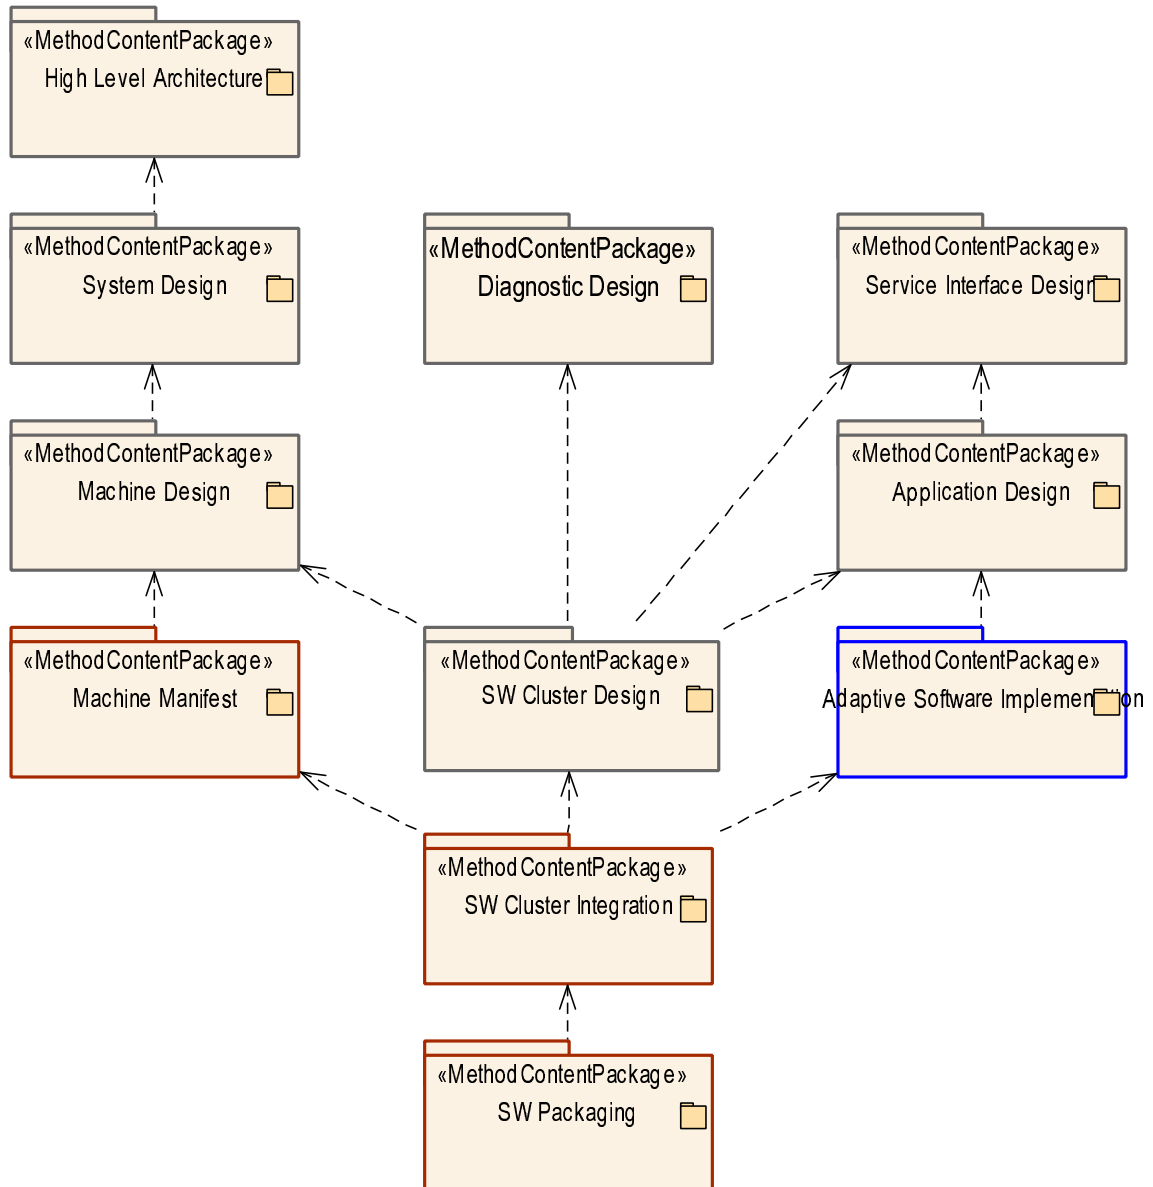 «MethodContentPackage»
High Level Architecture
«MethodContentPackage»
System Design
«MethodContentPackage»
Diagnostic Design
«MethodContentPackage»
Service Interface Design
«MethodContentPackage»
Machine Design
«MethodContentPackage»
Application Design
«MethodContentPackage»
Machine Manifest
«MethodContentPackage»
SW Cluster Design
«MethodContentPackage»
Adaptive Software Implementation
«MethodContentPackage»
SW Cluster Integration
«MethodContentPackage»
SW Packaging